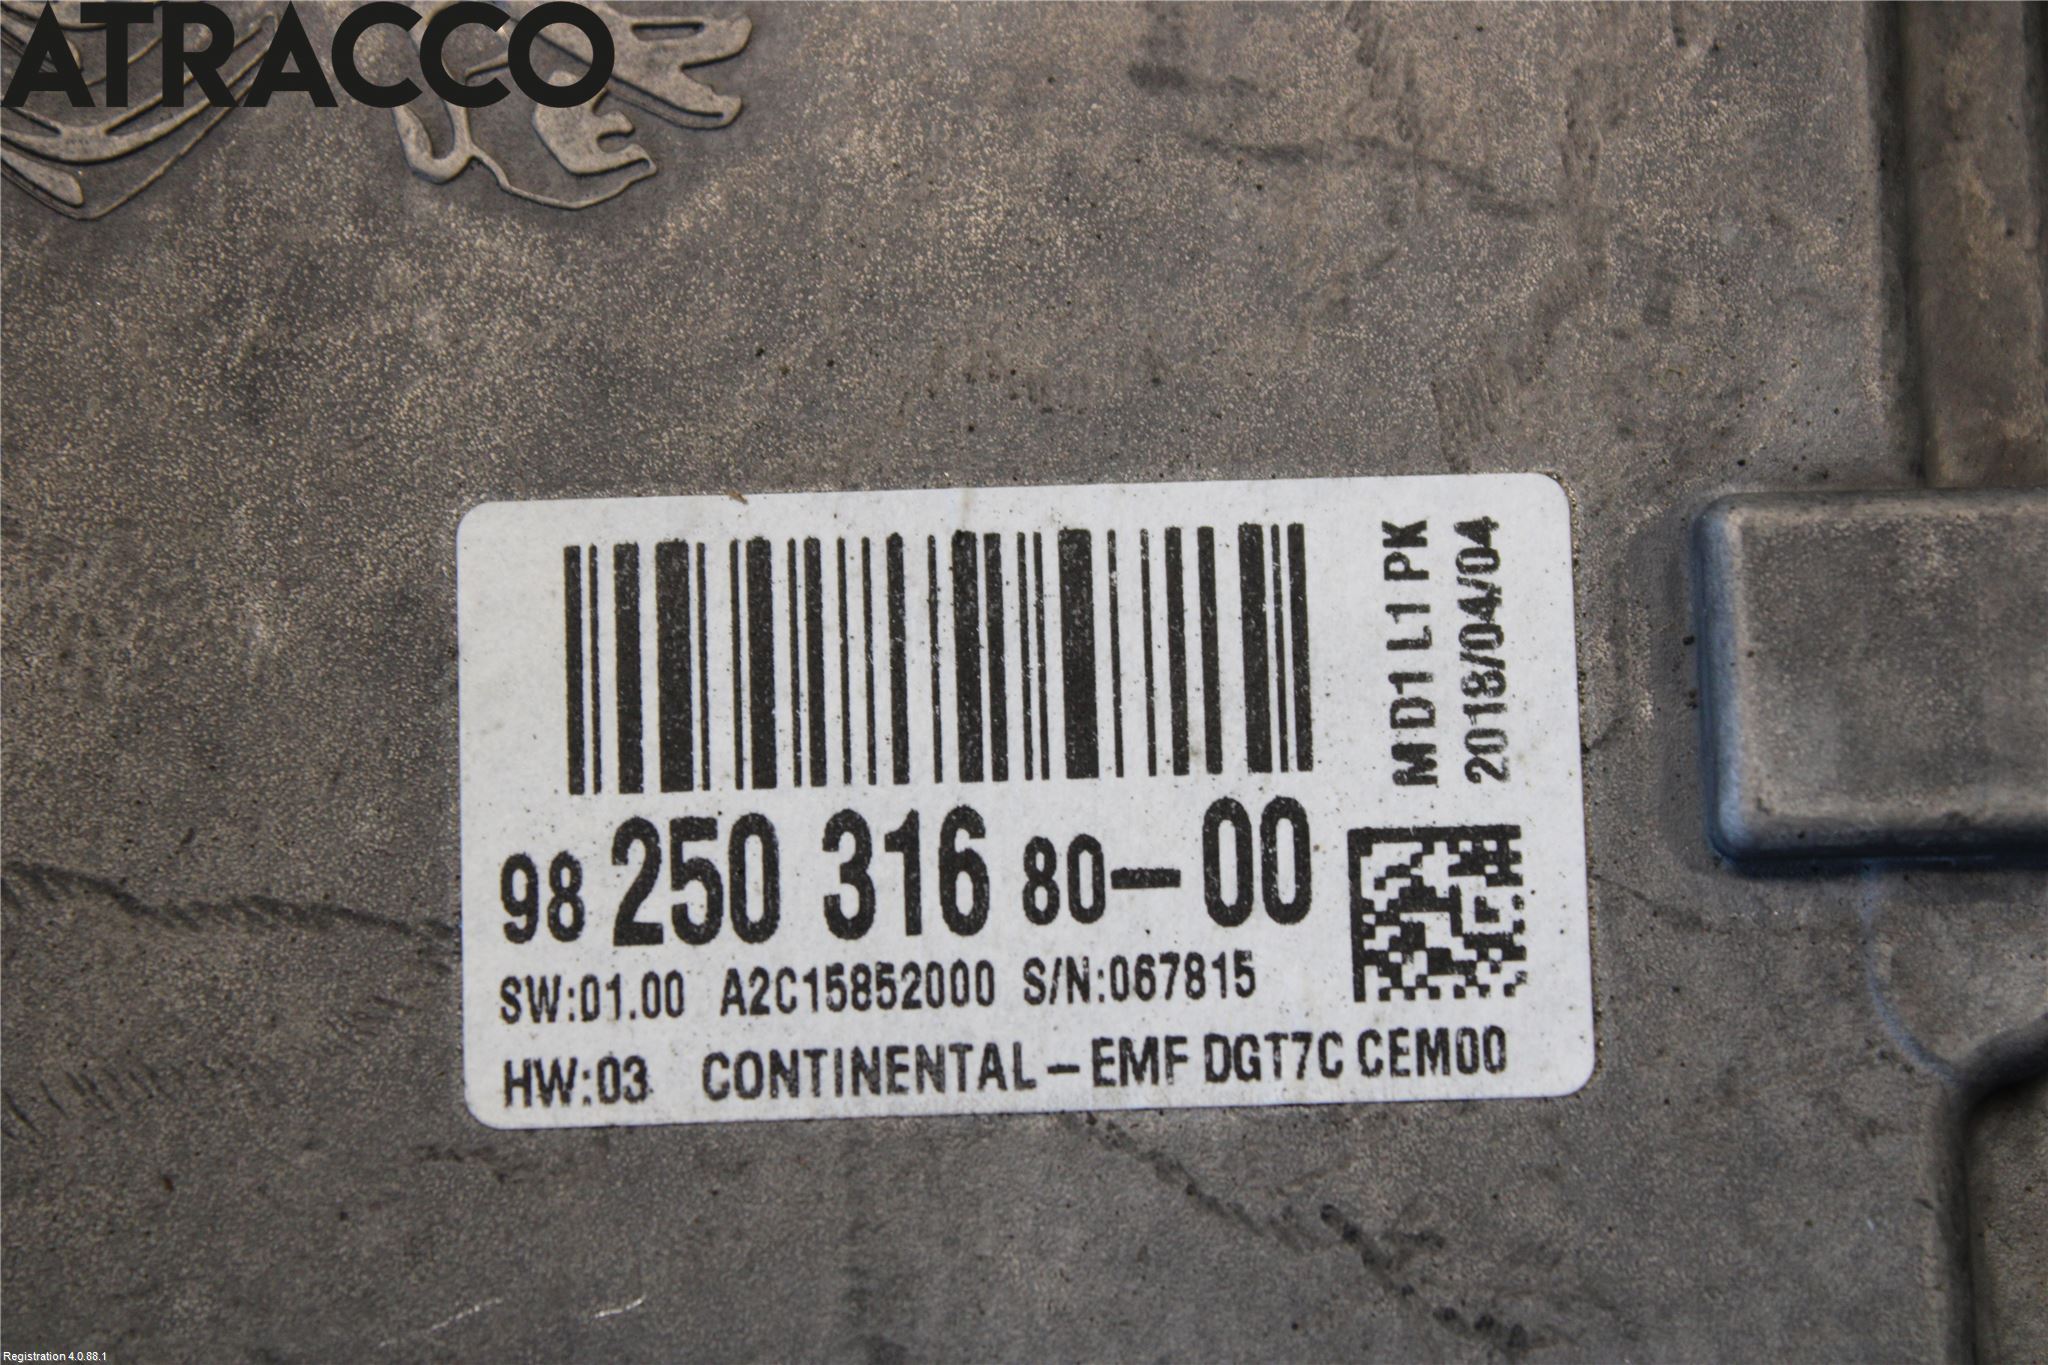 ATRACCO
MD1 L1 PK
2018/04/04
98 250 316 80-00
SW:01.00 A2C15852000 S/N:067815
HW:03 CONTINENTAL-EMF DGT7C CEM00
Registration 4.0.88.1